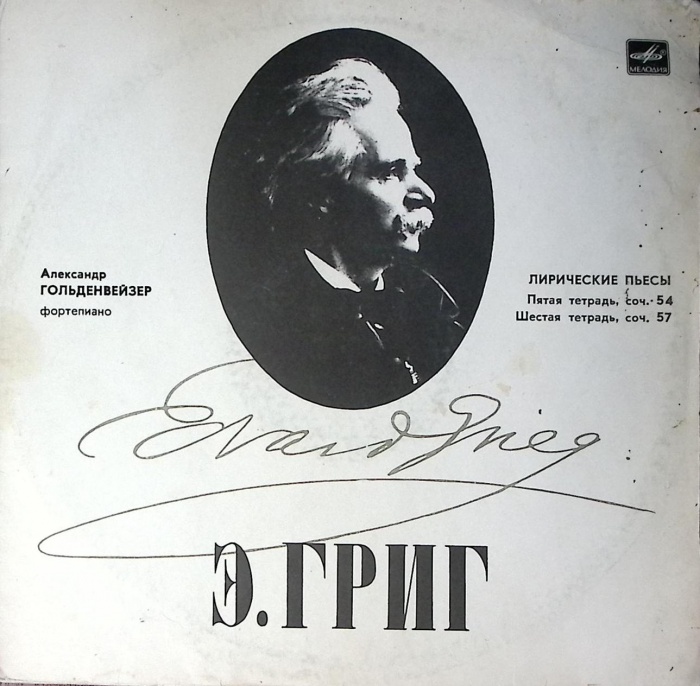 МЕЛОДИЯ
Александр
ГОЛЬДЕНВЕЙЗЕР
фортепиано
ЛИРИЧЕСКИЕ ПЬЕСЫ
Пятая тетрадь, соч. 54
Шестая тетрадь, соч. 57
Edvard Grieg
Э. ГРИГ